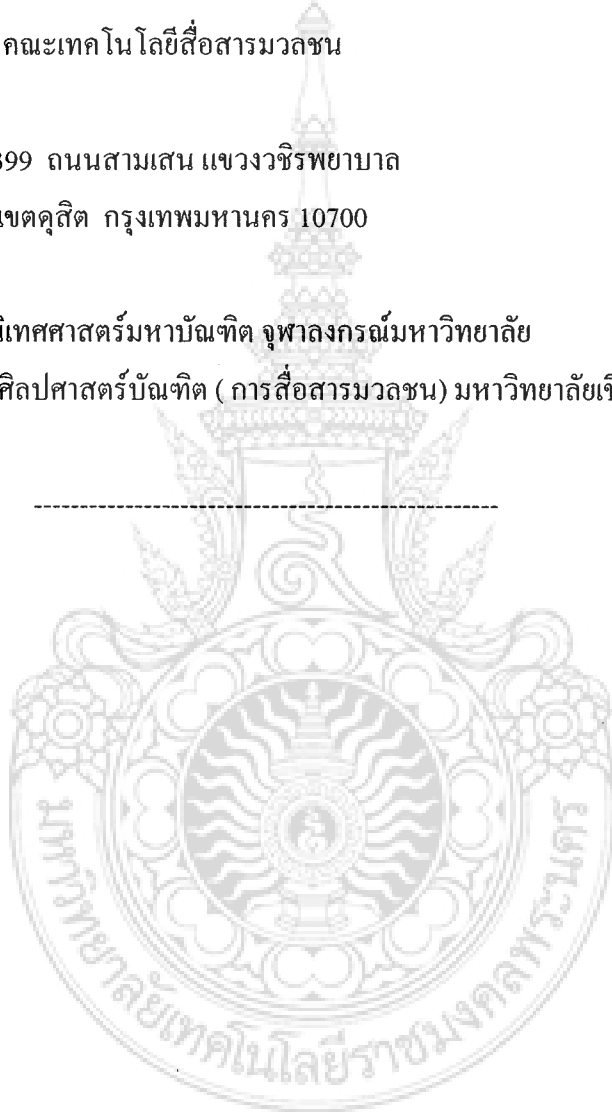 คณะเทคโนโลยีสื่อสารมวลชน
399 ถนนสามเสน แขวงวชิรพยาบาล
เขตดุสิต กรุงเทพมหานคร 10700
นิเทศศาสตร์มหาบัณฑิต จุฬาลงกรณ์มหาวิทยาลัย
ศิลปศาสตร์บัณฑิต ( การสื่อสารมวลชน) มหาวิทยาลัย
--------------------------------------------------
มหาวิทยาลัยเทคโนโลยีราชมงคลพระนคร